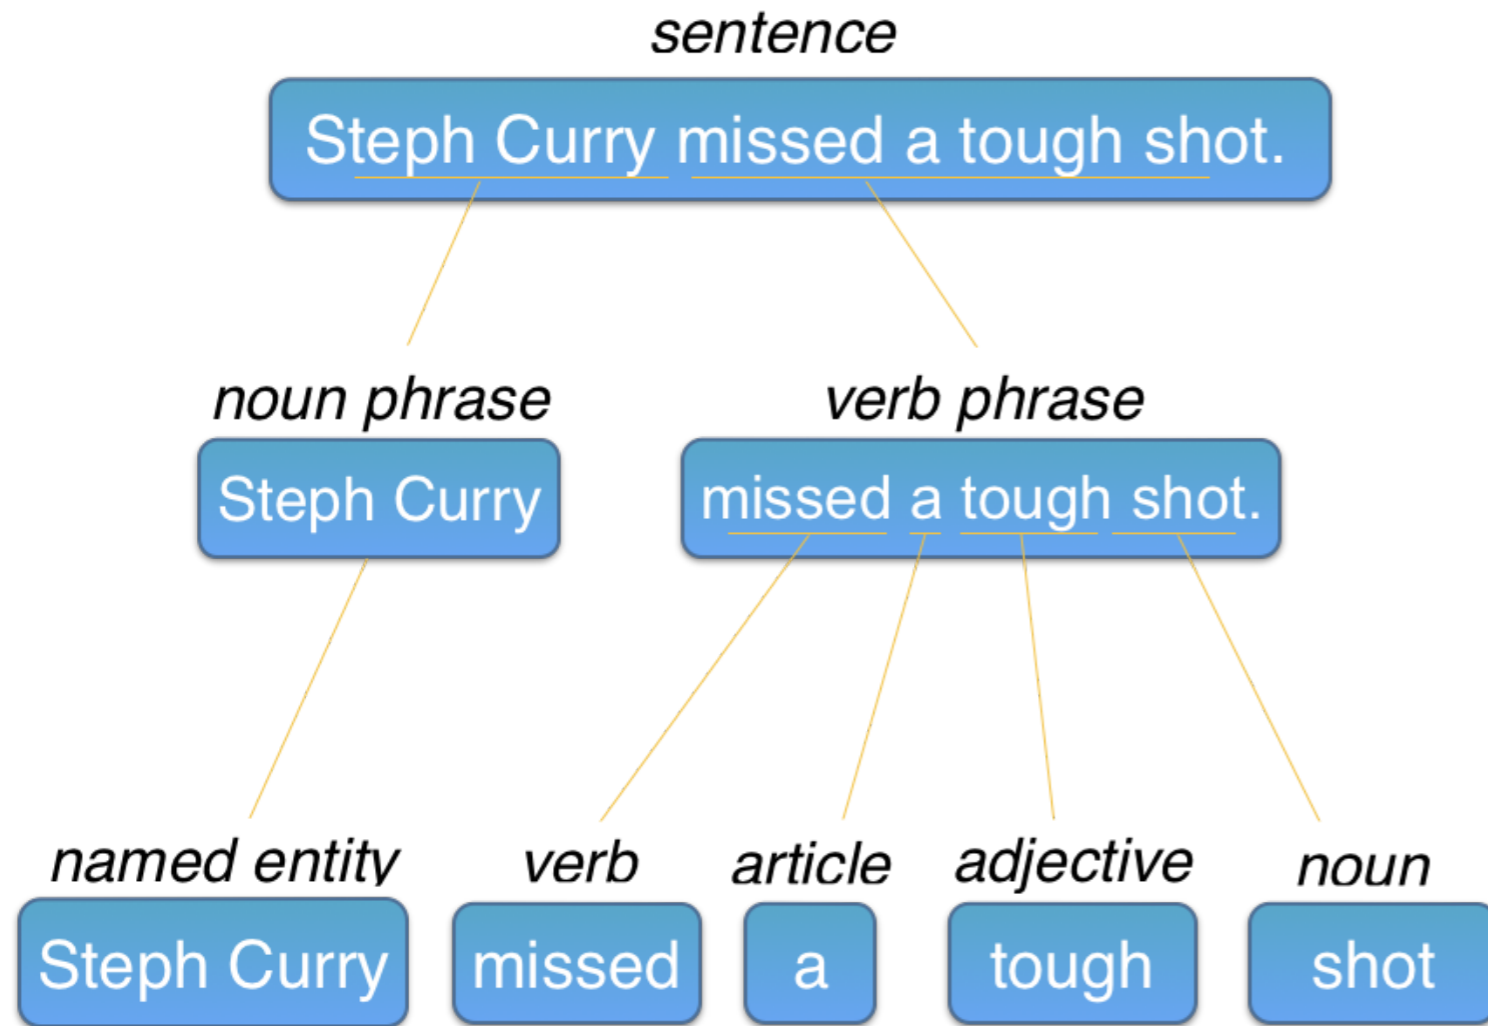 sentence
Steph Curry missed a tough shot.
noun phrase
verb phrase
Steph Curry
missed a tough shot.
named entity
verb
article
adjective
noun
Steph Curry
missed
a
tough
shot